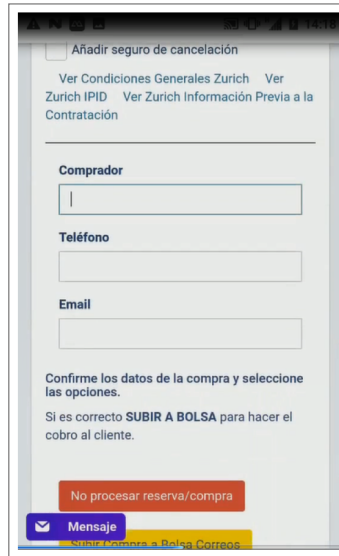 14:16
Añadir seguro de cancelación
Ver Condiciones Generales Zurich Ver
Zurich IPID Ver Zurich Información Previa a la
Contratación
Comprador
Teléfono
Email
Confirme los datos de la compra y seleccione
las opciones.
Si es correcto SUBIR A BOLSA para hacer el
cobro al cliente.
No procesar reserva/compra
Mensaje
Subir Compra a Bolsa Correos